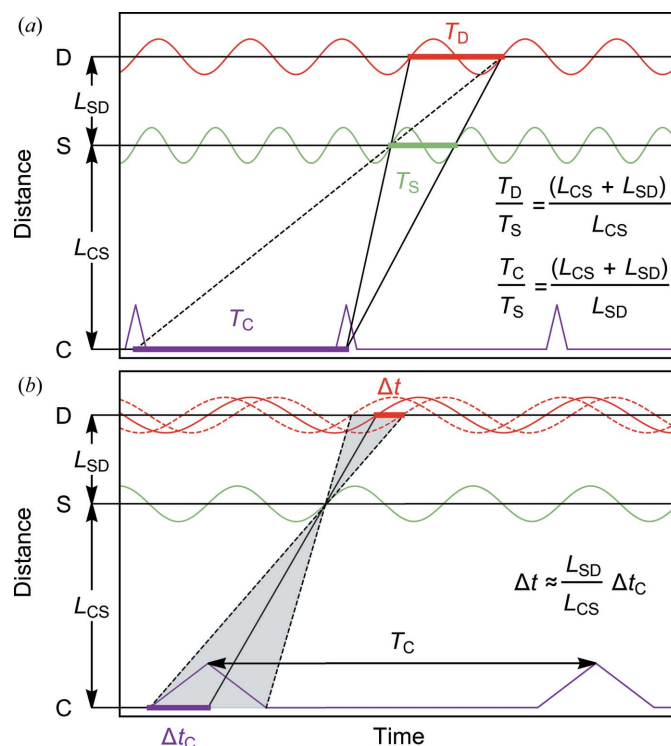 (a)
D
T_D
L_SD
S
T_S
Distance
L_CS
T_D / T_S = (L_CS + L_SD) / L_CS
T_C / T_S = (L_CS + L_SD) / L_SD
T_C
C
(b)
Δt
D
L_SD
S
Distance
L_CS
Δt ≈ L_SD / L_CS Δt_C
T_C
C
Δt_C
Time